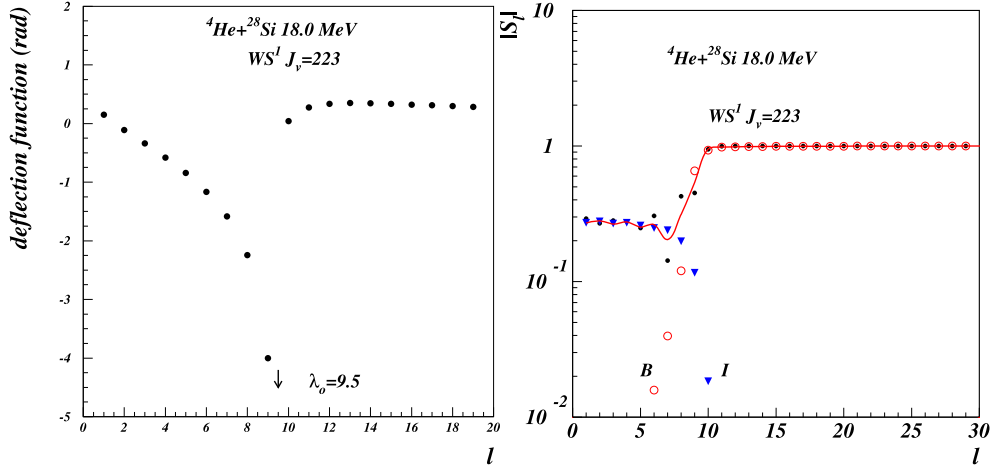 deflection function (rad)
2
1
0
-1
-2
-3
-4
-5
⁴He+²⁸Si 18.0 MeV
WS¹ Jᵥ=223
λₒ=9.5
0 2 4 6 8 10 12 14 16 18 20
l
|Sₗ|
10
1
10⁻¹
10⁻²
⁴He+²⁸Si 18.0 MeV
WS¹ Jᵥ=223
B I
0 5 10 15 20 25 30
l